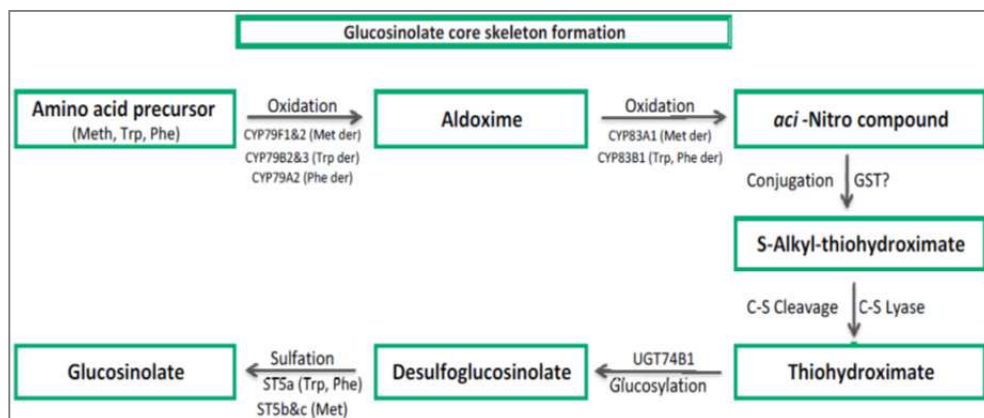 Glucosinolate core skeleton formation
Amino acid precursor
(Meth, Trp, Phe)
Oxidation
CYP79F1&2 (Met der)
CYP79B2&3 (Trp der)
CYP79A2 (Phe der)
Aldoxime
Oxidation
CYP83A1 (Met der)
CYP83B1 (Trp, Phe der)
aci -Nitro compound
Conjugation GST?
S-Alkyl-thiohydroximate
C-S Cleavage C-S Lyase
Thiohydroximate
UGT74B1
Glucosylation
Desulfoglucosinolate
Sulfation
ST5a (Trp, Phe)
ST5b&c (Met)
Glucosinolate